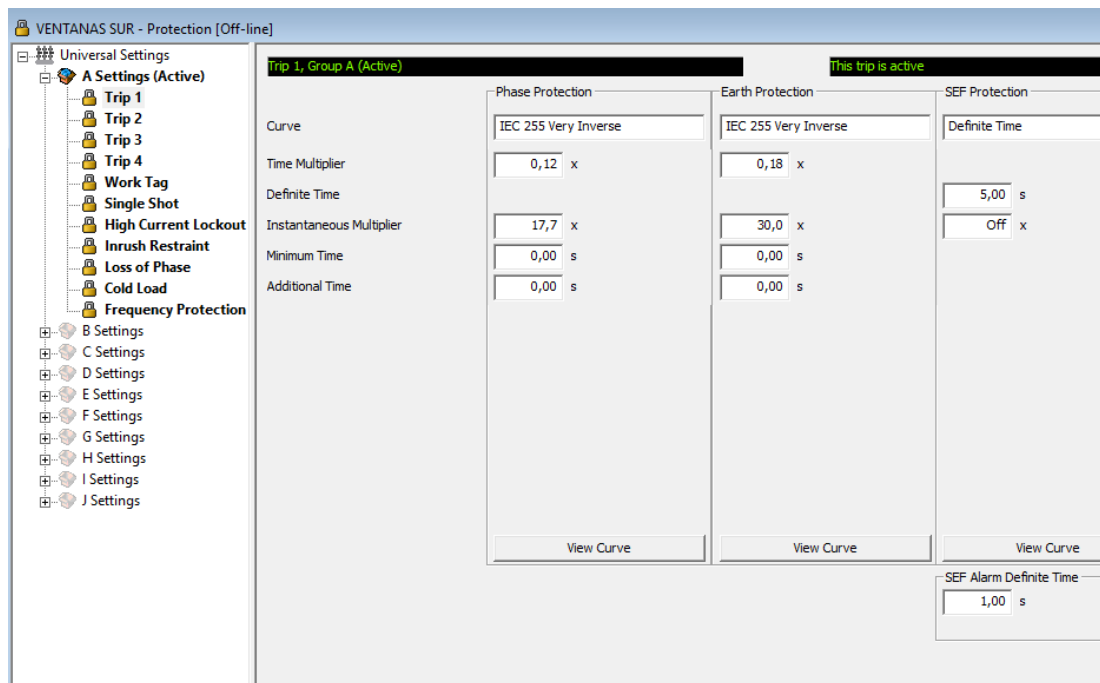 VENTANAS SUR - Protection [Off-line]
Universal Settings
A Settings (Active)
Trip 1
Trip 2
Trip 3
Trip 4
Work Tag
Single Shot
High Current Lockout
Inrush Restraint
Loss of Phase
Cold Load
Frequency Protection
B Settings
C Settings
D Settings
E Settings
F Settings
G Settings
H Settings
I Settings
J Settings
Trip 1, Group A (Active) This trip is active
Phase Protection Earth Protection SEF Protection
Curve IEC 255 Very Inverse IEC 255 Very Inverse Definite Time
Time Multiplier 0,12 x 0,18 x
Definite Time 5,00 s
Instantaneous Multiplier 17,7 x 30,0 x Off x
Minimum Time 0,00 s 0,00 s
Additional Time 0,00 s 0,00 s
View Curve View Curve View Curve
SEF Alarm Definite Time
1,00 s